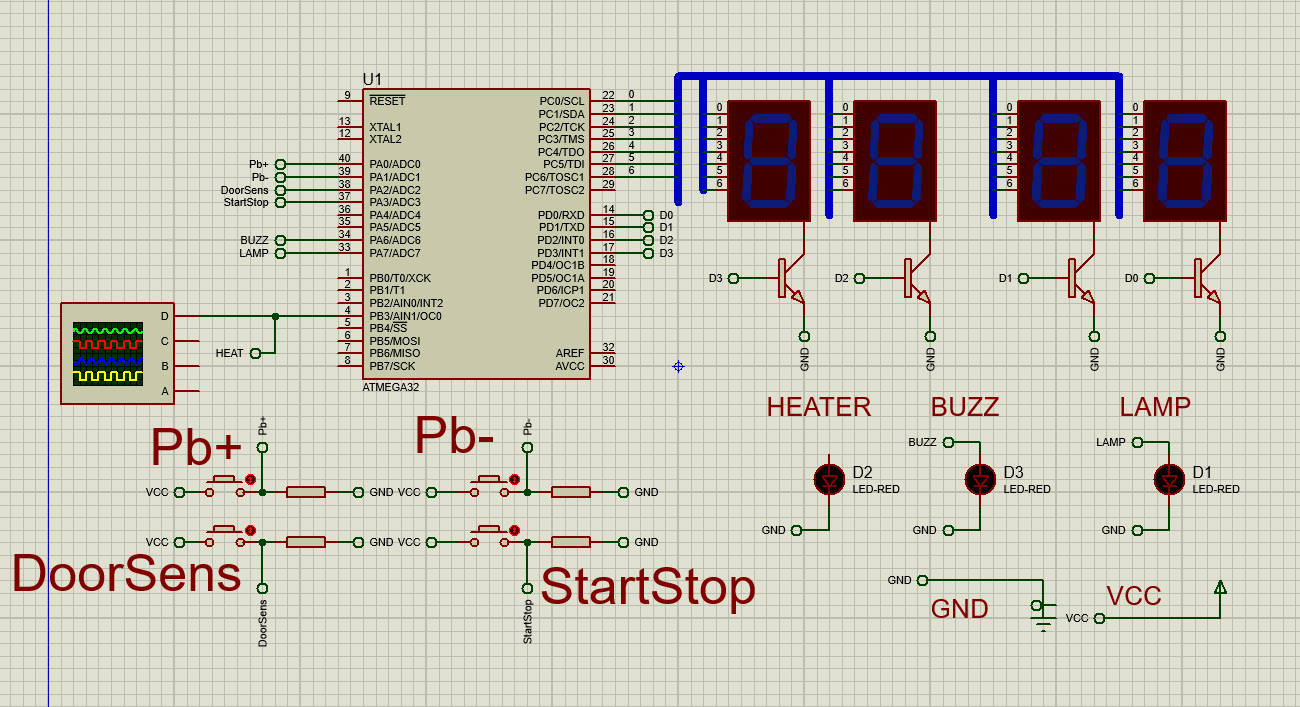 U1
9 RESET PC0/SCL 22 0
PC1/SDA 23 1
13 XTAL1 PC2/TCK 24 2
12 XTAL2 PC3/TMS 25 3
PC4/TDO 26 4
Pb+ 40 PA0/ADC0 PC5/TDI 27 5
Pb- 39 PA1/ADC1 PC6/TOSC1 28 6
DoorSens 38 PA2/ADC2 PC7/TOSC2 29
StartStop 37 PA3/ADC3
36 PA4/ADC4 PD0/RXD 14 D0
35 PA5/ADC5 PD1/TXD 15 D1
BUZZ 34 PA6/ADC6 PD2/INT0 16 D2
LAMP 33 PA7/ADC7 PD3/INT1 17 D3
PD4/OC1B 18
1 PB0/T0/XCK PD5/OC1A 19
2 PB1/T1 PD6/ICP1 20
3 PB2/AIN0/INT2 PD7/OC2 21
4 PB3/AIN1/OC0
5 PB4/SS
6 PB5/MOSI
7 PB6/MISO AREF 32
8 PB7/SCK AVCC 30
ATMEGA32
D
C
B
A
HEAT
0 0 0 0
1 1 1 1
2 2 2 2
3 3 3 3
4 4 4 4
5 5 5 5
6 6 6 6
D3 D2 D1 D0
GND GND GND GND
HEATER BUZZ LAMP
Pb+ Pb+
Pb- Pb-
BUZZ LAMP
D2 D3 D1
LED-RED LED-RED LED-RED
VCC GND VCC GND
GND GND GND
VCC GND VCC GND
DoorSens StartStop
DoorSens StartStop
GND
GND
VCC
VCC